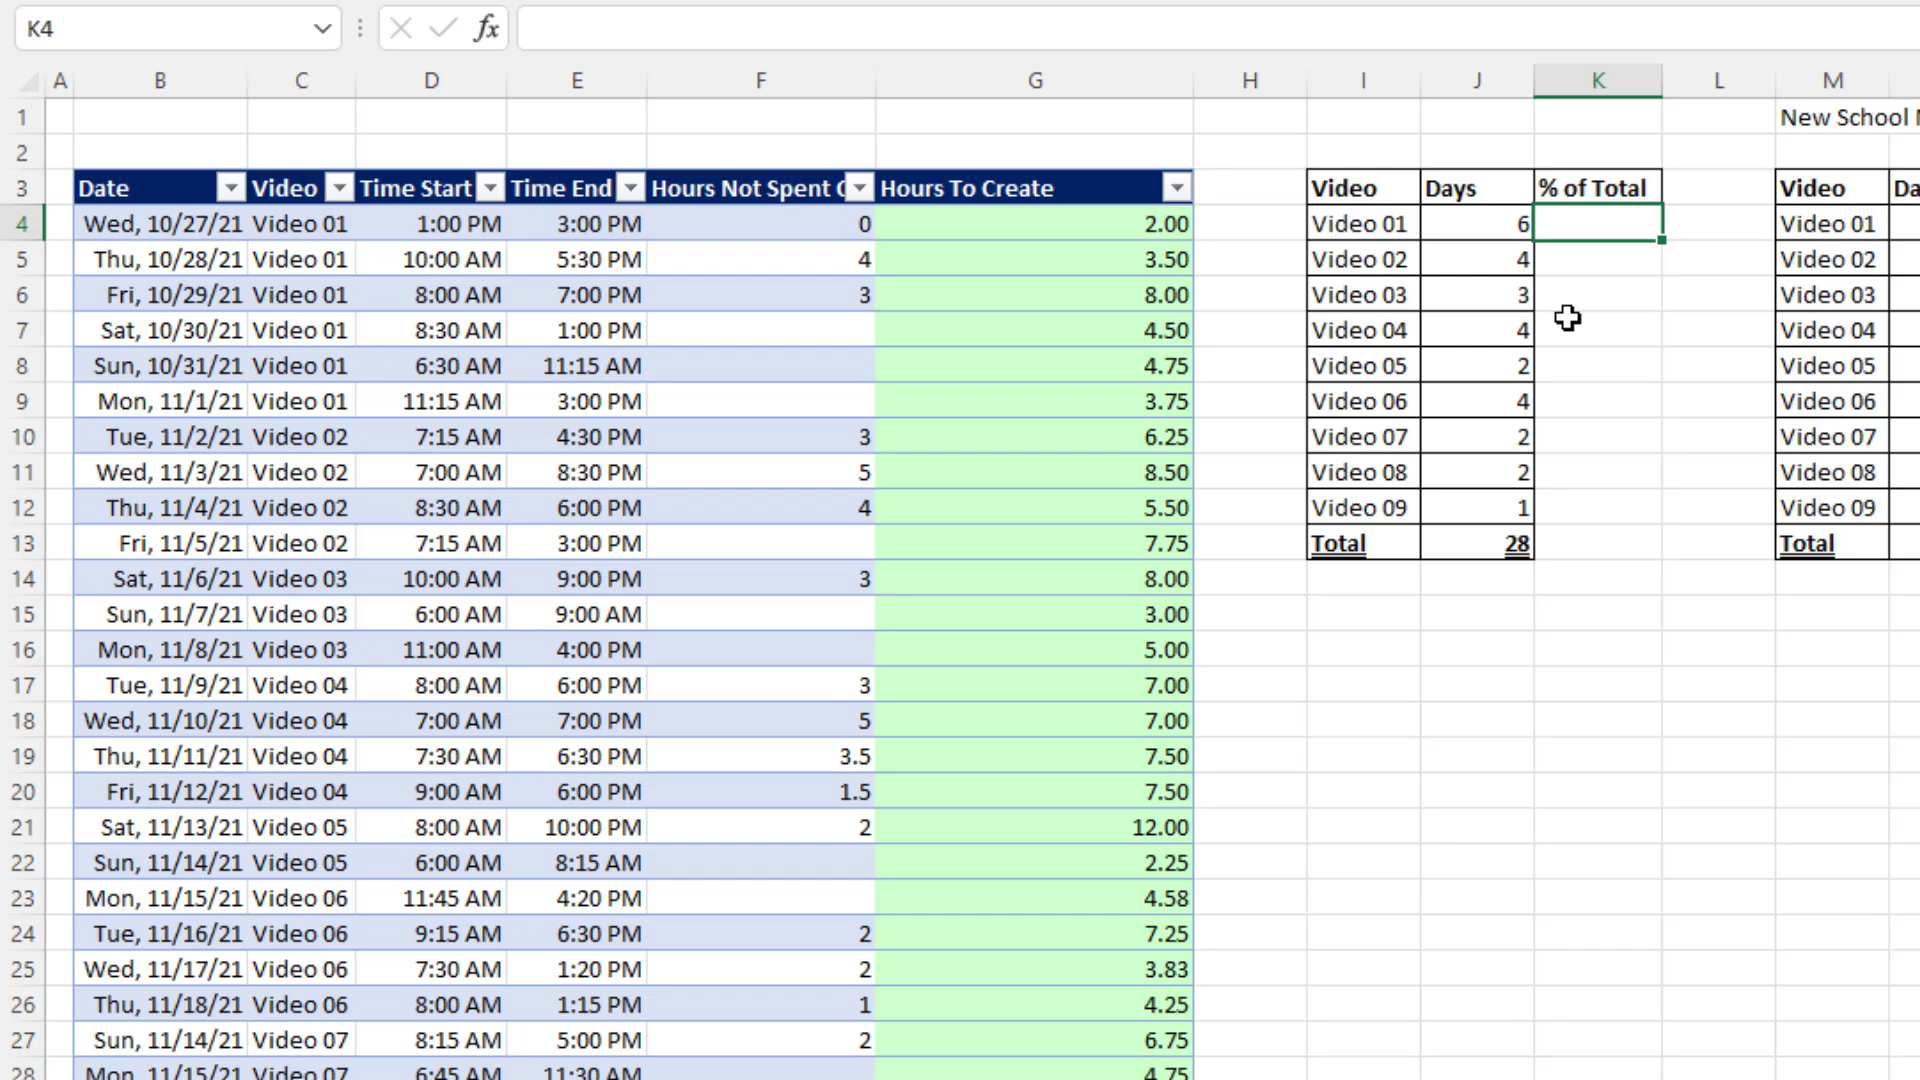 K4 fx
A B C D E F G H I J K L M
1 New School
2
3 Date Video Time Start Time End Hours Not Spent Hours To Create Video Days % of Total Video Da
4 Wed, 10/27/21 Video 01 1:00 PM 3:00 PM 0 2.00 Video 01 6 Video 01
5 Thu, 10/28/21 Video 01 10:00 AM 5:30 PM 4 3.50 Video 02 4 Video 02
6 Fri, 10/29/21 Video 01 8:00 AM 7:00 PM 3 8.00 Video 03 3 Video 03
7 Sat, 10/30/21 Video 01 8:30 AM 1:00 PM 4.50 Video 04 4 Video 04
8 Sun, 10/31/21 Video 01 6:30 AM 11:15 AM 4.75 Video 05 2 Video 05
9 Mon, 11/1/21 Video 01 11:15 AM 3:00 PM 3.75 Video 06 4 Video 06
10 Tue, 11/2/21 Video 02 7:15 AM 4:30 PM 3 6.25 Video 07 2 Video 07
11 Wed, 11/3/21 Video 02 7:00 AM 8:30 PM 5 8.50 Video 08 2 Video 08
12 Thu, 11/4/21 Video 02 8:30 AM 6:00 PM 4 5.50 Video 09 1 Video 09
13 Fri, 11/5/21 Video 02 7:15 AM 3:00 PM 7.75 Total 28 Total
14 Sat, 11/6/21 Video 03 10:00 AM 9:00 PM 3 8.00
15 Sun, 11/7/21 Video 03 6:00 AM 9:00 AM 3.00
16 Mon, 11/8/21 Video 03 11:00 AM 4:00 PM 5.00
17 Tue, 11/9/21 Video 04 8:00 AM 6:00 PM 3 7.00
18 Wed, 11/10/21 Video 04 7:00 AM 7:00 PM 5 7.00
19 Thu, 11/11/21 Video 04 7:30 AM 6:30 PM 3.5 7.50
20 Fri, 11/12/21 Video 04 9:00 AM 6:00 PM 1.5 7.50
21 Sat, 11/13/21 Video 05 8:00 AM 10:00 PM 2 12.00
22 Sun, 11/14/21 Video 05 6:00 AM 8:15 AM 2.25
23 Mon, 11/15/21 Video 06 11:45 AM 4:20 PM 4.58
24 Tue, 11/16/21 Video 06 9:15 AM 6:30 PM 2 7.25
25 Wed, 11/17/21 Video 06 7:30 AM 1:20 PM 2 3.83
26 Thu, 11/18/21 Video 06 8:00 AM 1:15 PM 1 4.25
27 Sun, 11/14/21 Video 07 8:15 AM 5:00 PM 2 6.75
28 Mon, 11/15/21 Video 07 6:45 AM 11:30 AM 4.75